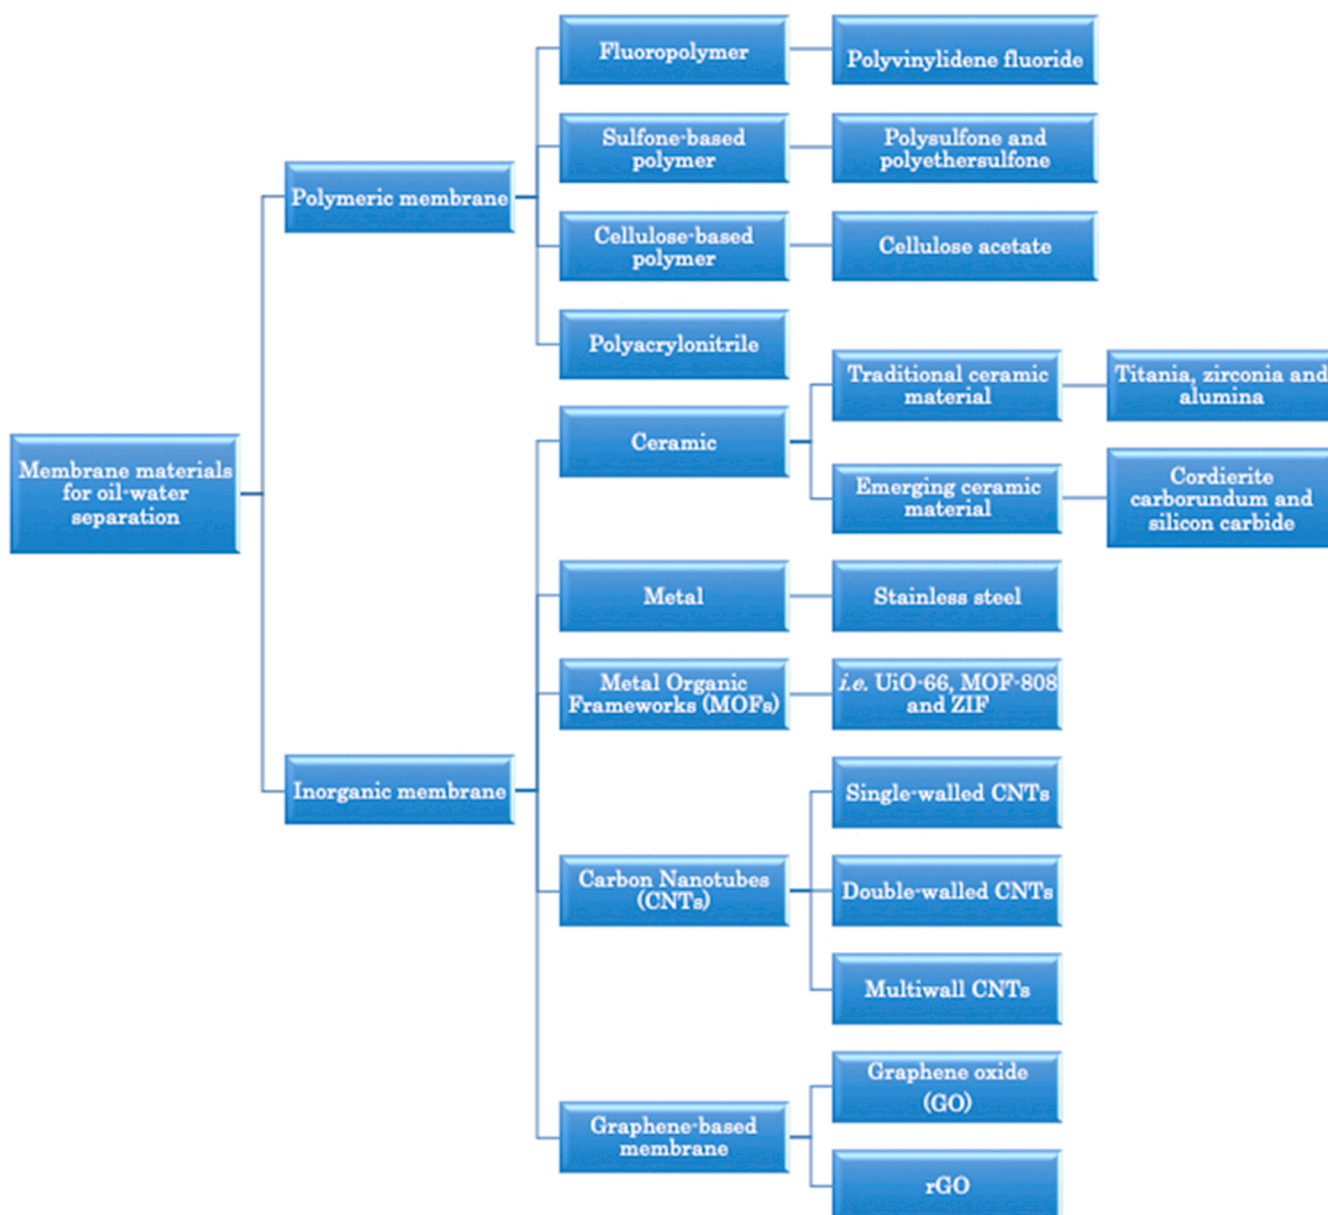 Fluoropolymer
Polyvinylidene fluoride
Sulfone-based
polymer
Polysulfone and
polyethersulfone
Polymeric membrane
Cellulose-based
polymer
Cellulose acetate
Polyacrylonitrile
Traditional ceramic
material
Titania, zirconia and
alumina
Ceramic
Membrane materials
for oil-water
separation
Emerging ceramic
material
Cordierite
carborundum and
silicon carbide
Metal
Stainless steel
Metal Organic
Frameworks (MOFs)
i.e. UiO-66, MOF-808
and ZIF
Inorganic membrane
Single-walled CNTs
Carbon Nanotubes
(CNTs)
Double-walled CNTs
Multiwall CNTs
Graphene oxide
(GO)
Graphene-based
membrane
rGO